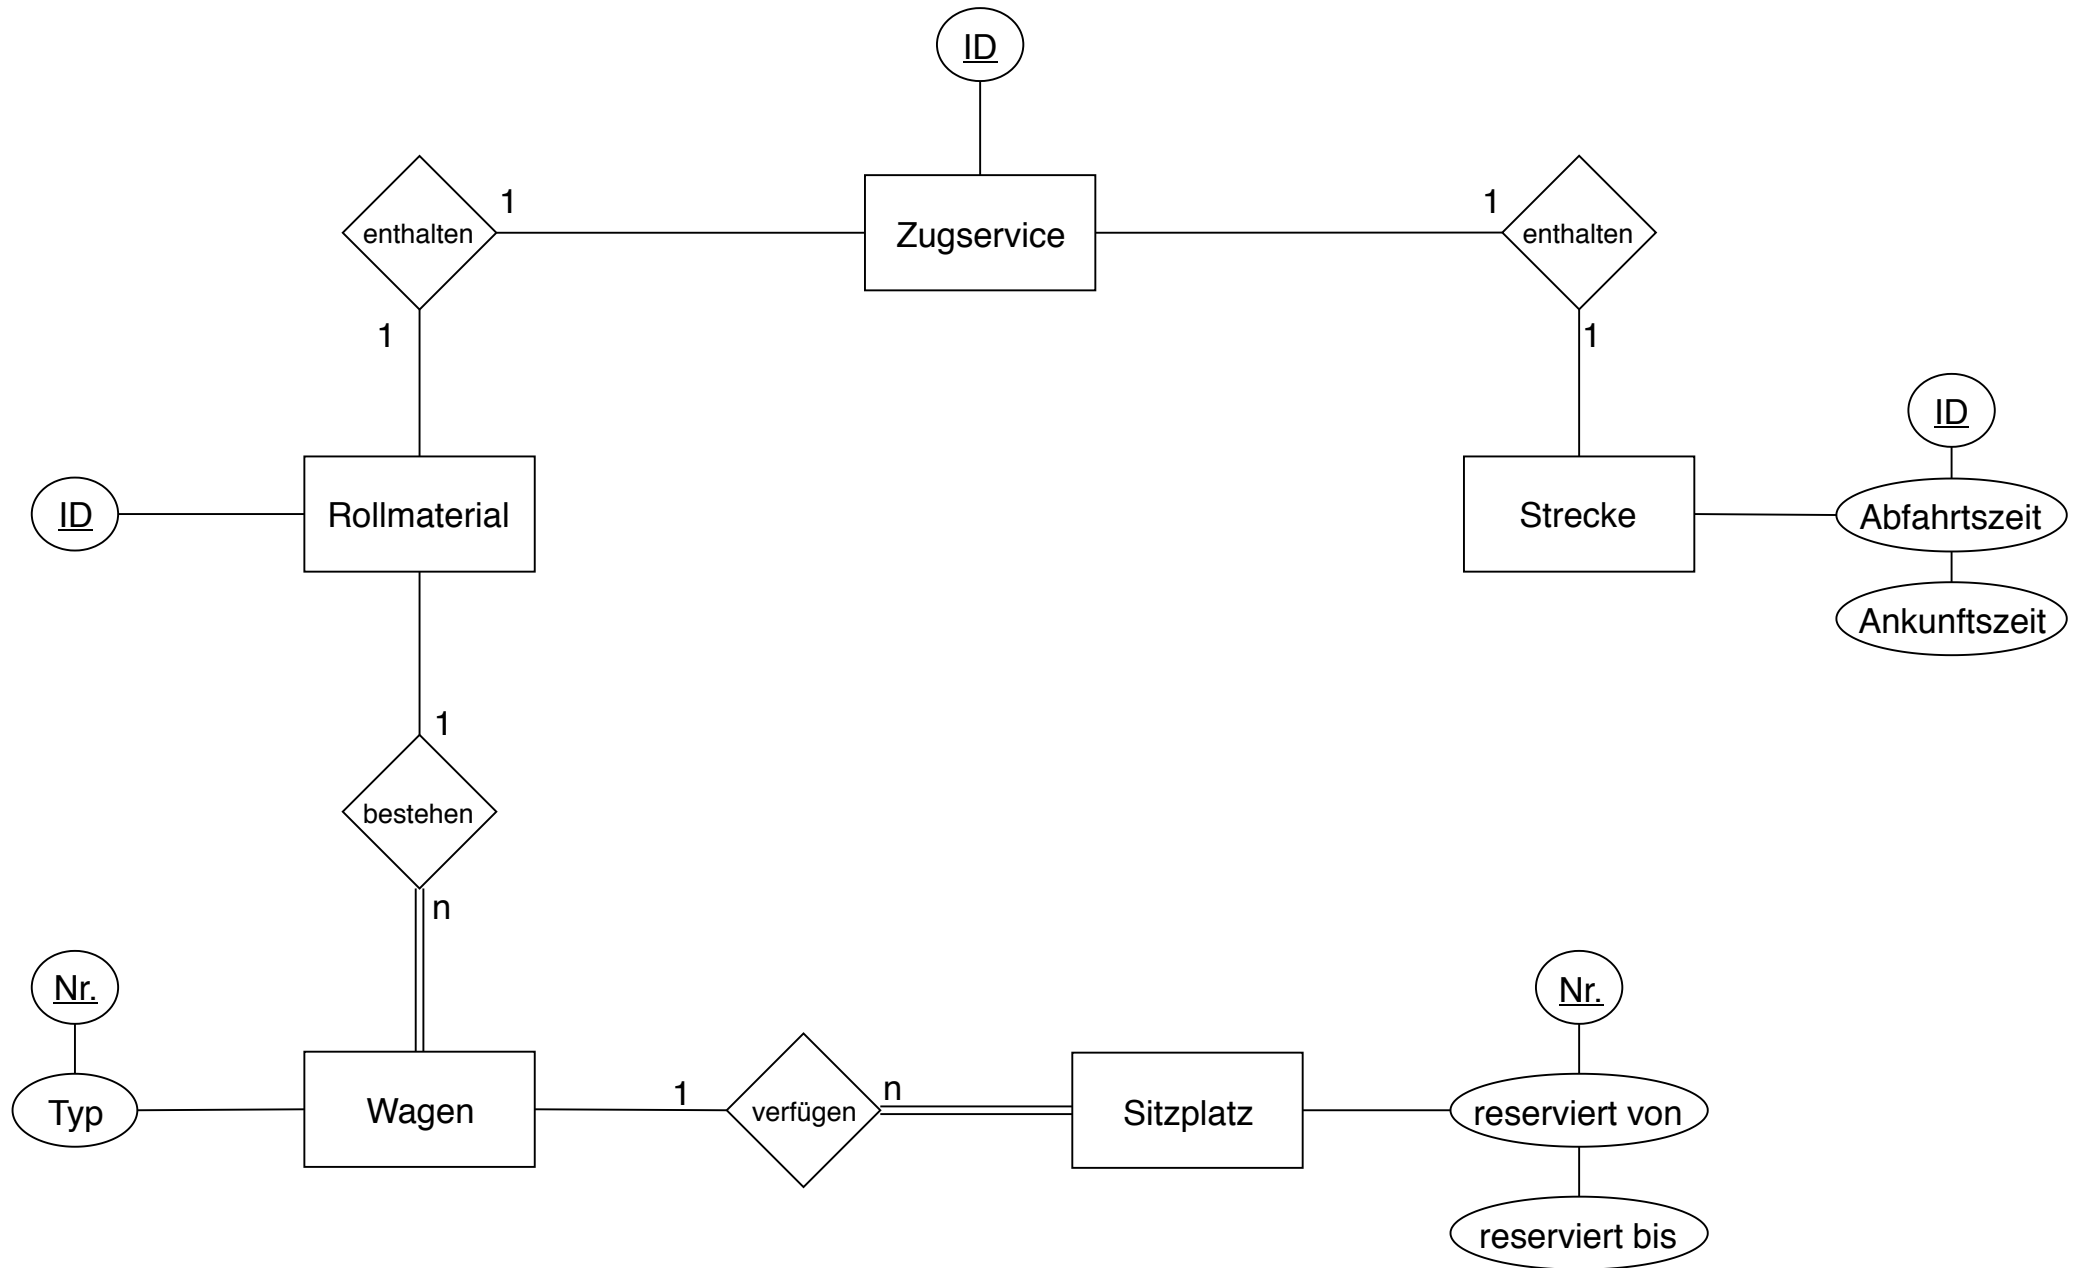 ID
1
1
enthalten
Zugservice
enthalten
1
1
ID
ID
Rollmaterial
Strecke
Abfahrtszeit
Ankunftszeit
1
bestehen
n
Nr.
Nr.
1
n
Typ
Wagen
verfügen
Sitzplatz
reserviert von
reserviert bis